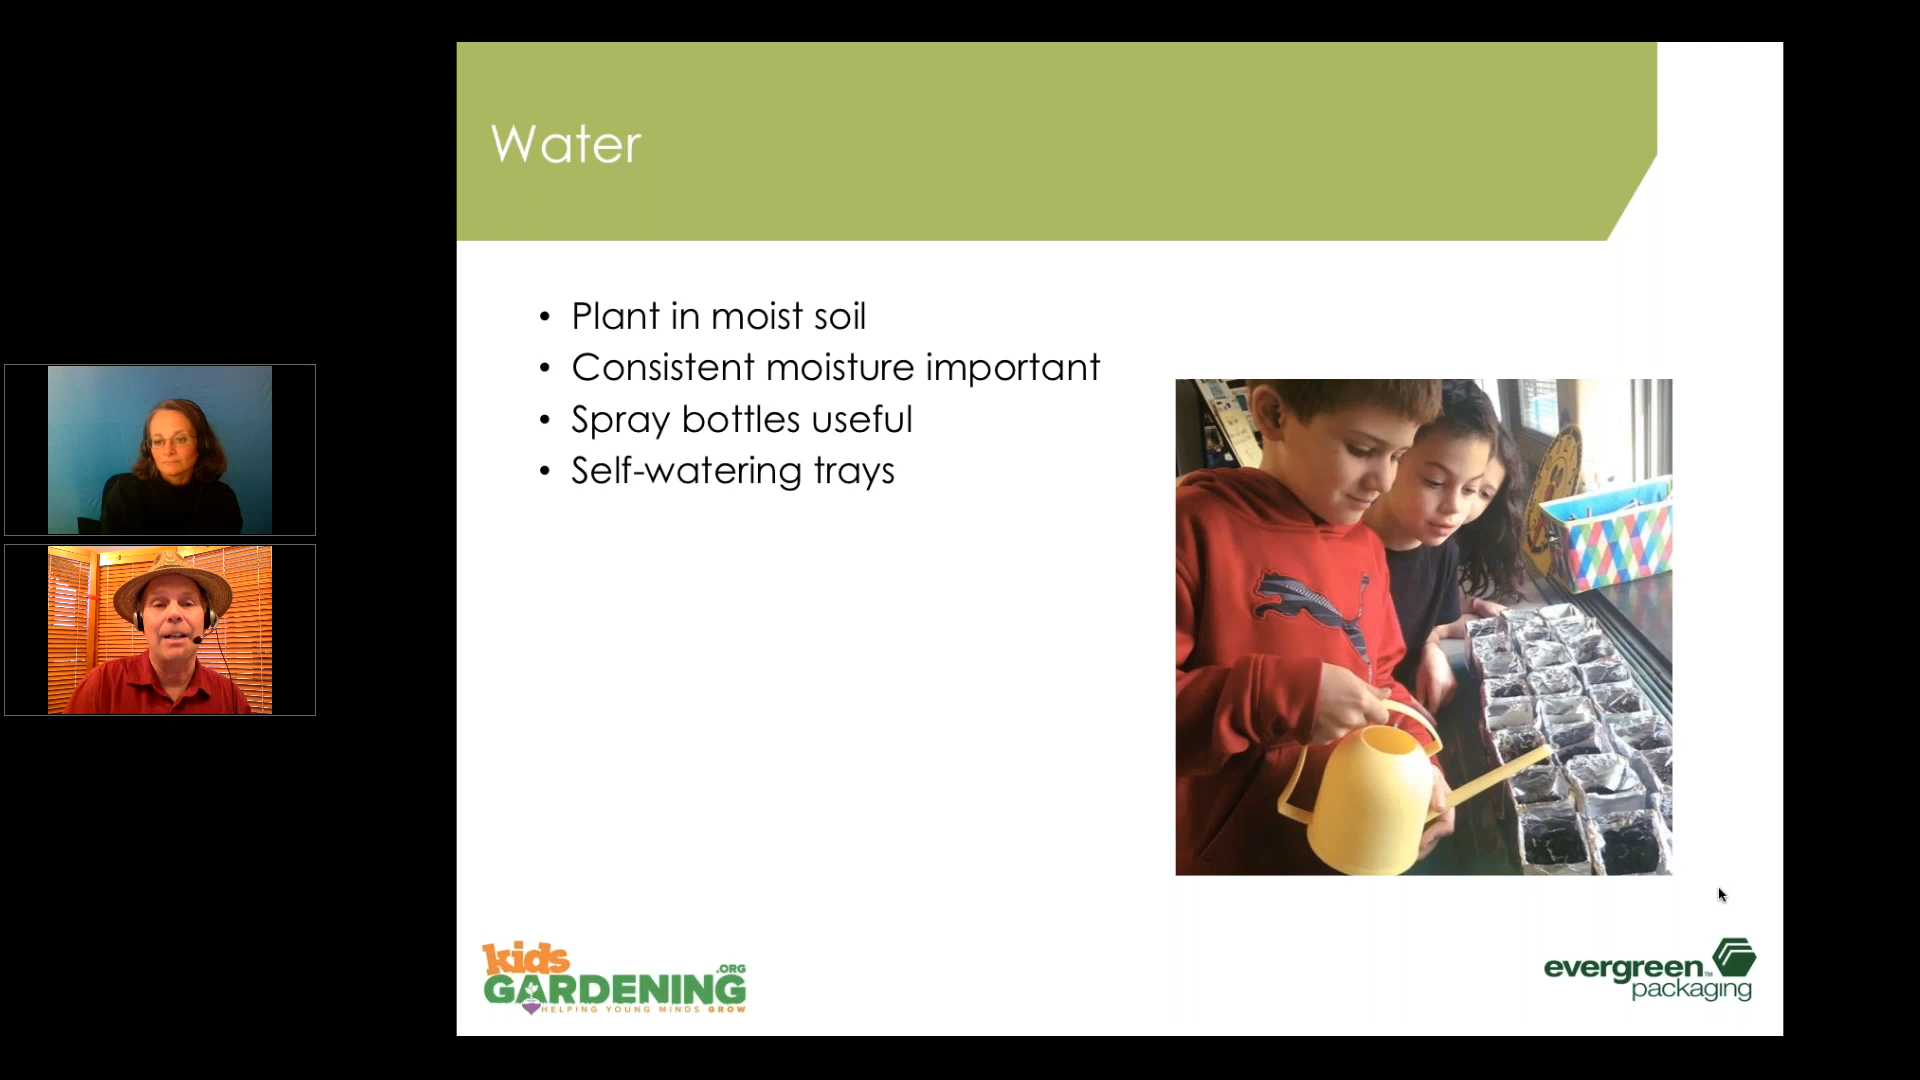 Water
• Plant in moist soil
• Consistent moisture important
• Spray bottles useful
• Self-watering trays
kids
GARDENING.ORG
HELPING YOUNG MINDS GROW
evergreen™
packaging